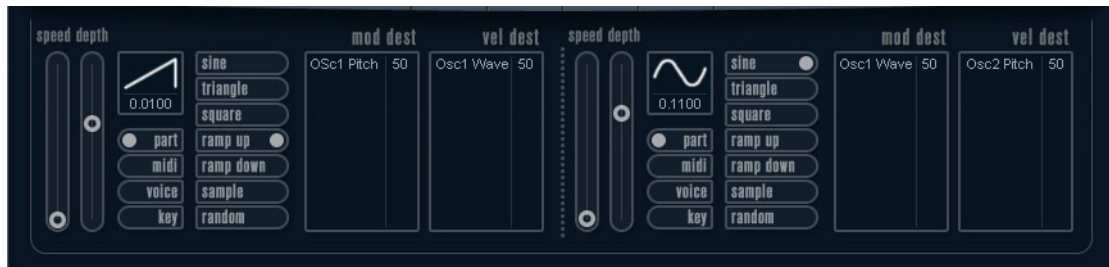 speed depth mod dest vel dest speed depth mod dest vel dest
sine OSc1 Pitch 50 Osc1 Wave 50 sine Osc1 Wave 50 Osc2 Pitch 50
triangle triangle
0.0100 0.1100
square square
part ramp up part ramp up
midi ramp down midi ramp down
voice sample voice sample
key random key random